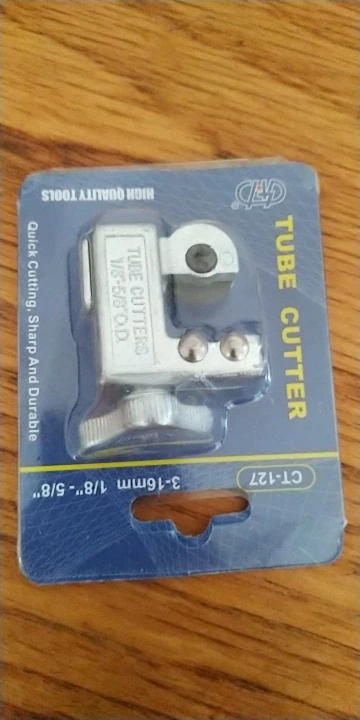 HIGH QUALITY TOOLS
TUBE CUTTER
Quick Cutting, Sharp And Durable
TUBE CUTTERS
1/8"-5/8"O.D.
CT-127
3-16mm 1/8"-5/8"